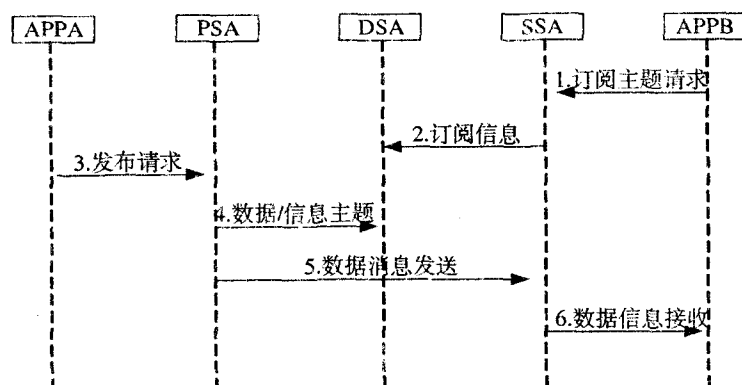 APPA PSA DSA SSA APPB
1.订阅主题请求
2.订阅信息
3.发布请求
4.数据/信息主题
5.数据消息发送
6.数据信息接收